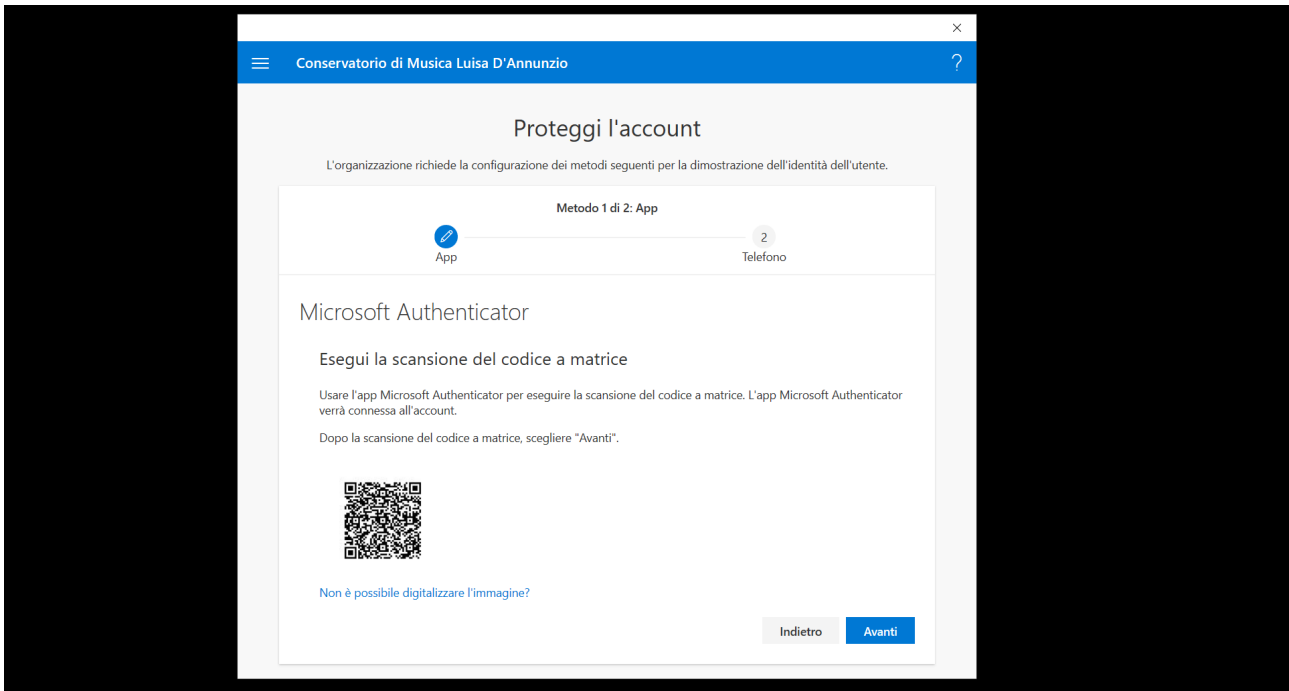 Conservatorio di Musica Luisa D'Annunzio
?
Proteggi l'account
L'organizzazione richiede la configurazione dei metodi seguenti per la dimostrazione dell'identità dell'utente.
Metodo 1 di 2: App
2
App
Telefono
Microsoft Authenticator
Esegui la scansione del codice a matrice
Usare l'app Microsoft Authenticator per eseguire la scansione del codice a matrice. L'app Microsoft Authenticator
verrà connessa all'account.
Dopo la scansione del codice a matrice, scegliere "Avanti".
Non è possibile digitalizzare l'immagine?
Indietro
Avanti